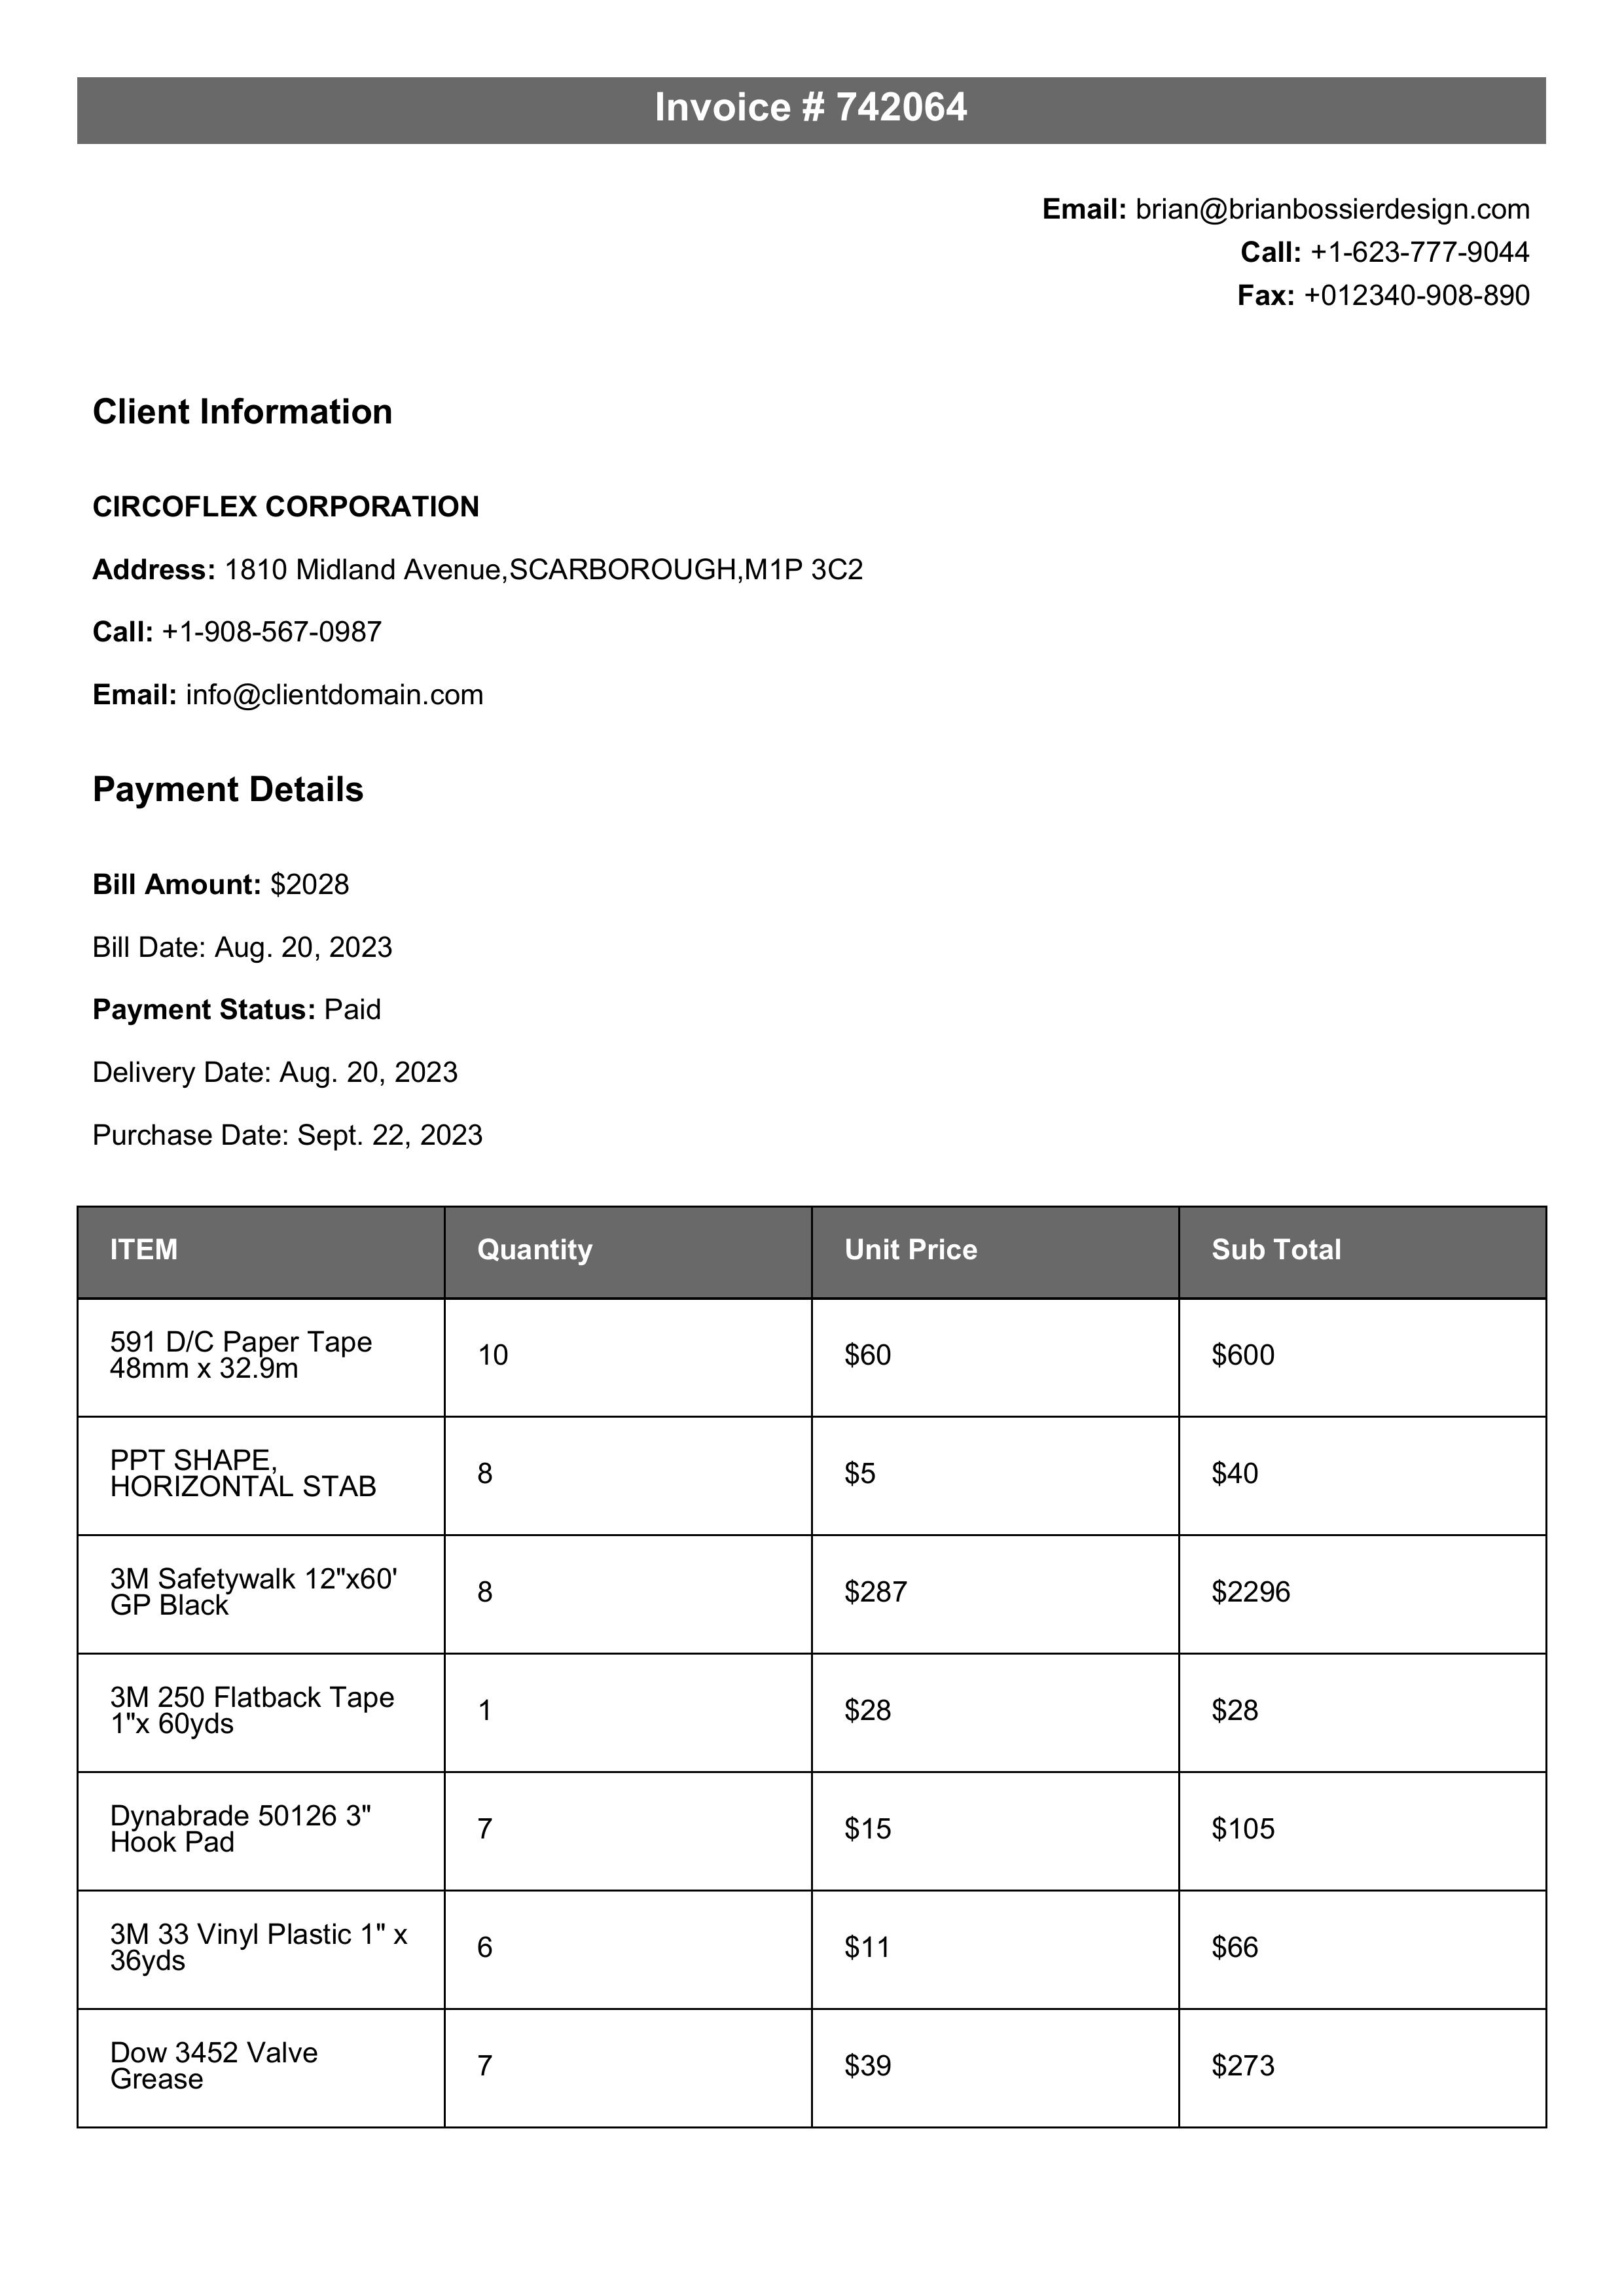 Invoice # 742064
Email: brian@brianbossierdesign.com
Call: +1-623-777-9044
Fax: +012340-908-890
Client Information
CIRCOFLEX CORPORATION
Address: 1810 Midland Avenue,SCARBOROUGH,M1P 3C2
Call: +1-908-567-0987
Email: info@clientdomain.com
Payment Details
Bill Amount: $2028
Bill Date: Aug. 20, 2023
Payment Status: Paid
Delivery Date: Aug. 20, 2023
Purchase Date: Sept. 22, 2023
ITEM Quantity Unit Price Sub Total
591 D/C Paper Tape
48mm x 32.9m
10 $60 $600
PPT SHAPE,
HORIZONTAL STAB
8 $5 $40
3M Safetywalk 12"x60'
GP Black
8 $287 $2296
3M 250 Flatback Tape
1"x 60yds
1 $28 $28
Dynabrade 50126 3"
Hook Pad
7 $15 $105
3M 33 Vinyl Plastic 1" x
36yds
6 $11 $66
Dow 3452 Valve
Grease
7 $39 $273